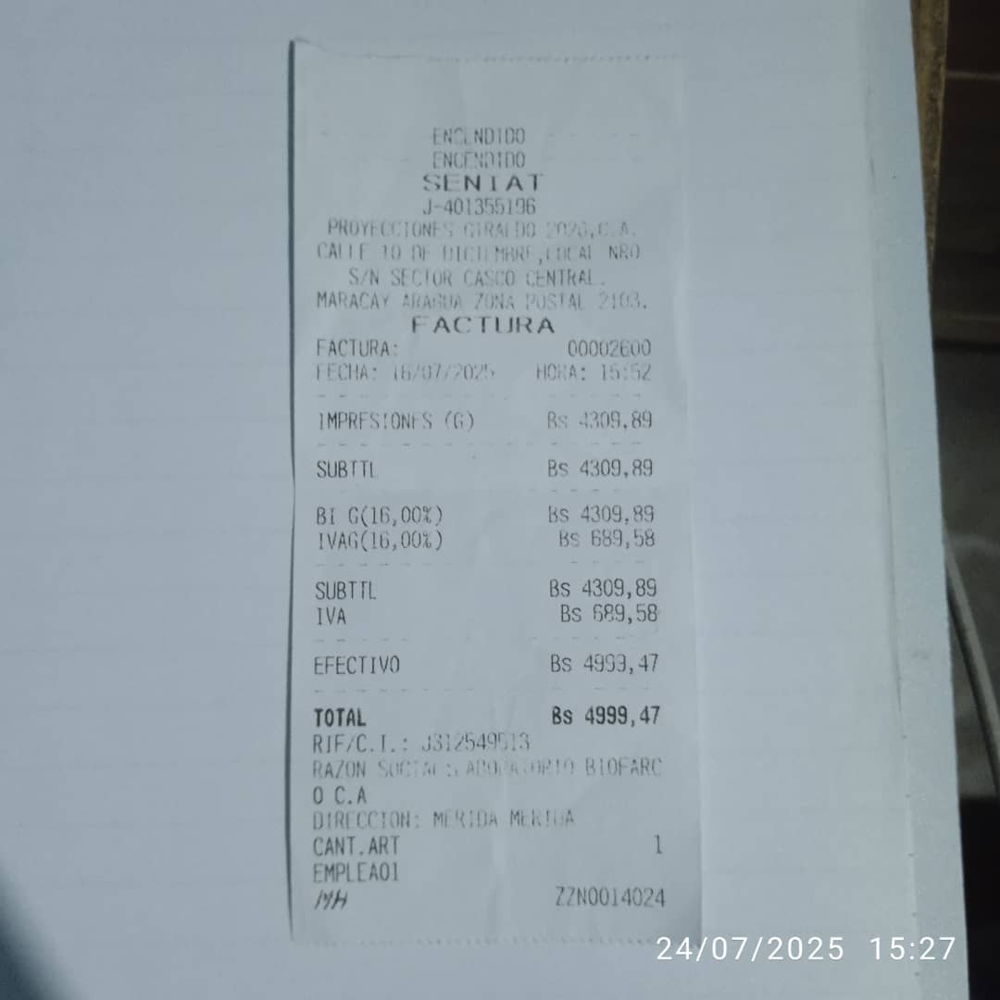 ENCENDIDO
ENCENDIDO
SENIAT
J-401355196
PROYECCIONES GIRALDO 2020,C.A.
CALLE 10 DE DICIEMBRE,LOCAL NRO
S/N SECTOR CASCO CENTRAL.
MARACAY ARAGUA ZONA POSTAL 2103.
FACTURA
FACTURA: 00002600
FECHA: 16/07/2025 HORA: 15:52
IMPRESIONES (G) Bs 4309,89
SUBTTL Bs 4309,89
BI G(16,00%) Bs 4309,89
IVAG(16,00%) Bs 689,58
SUBTTL Bs 4309,89
IVA Bs 689,58
EFECTIVO Bs 4999,47
TOTAL Bs 4999,47
RIF/C.I.: J312549513
RAZON SOCIAL:LABORATORIO BIOFARC
O C.A
DIRECCION: MERIDA MERIDA
CANT.ART 1
EMPLEA01
MH ZZN0014024
24/07/2025 15:27